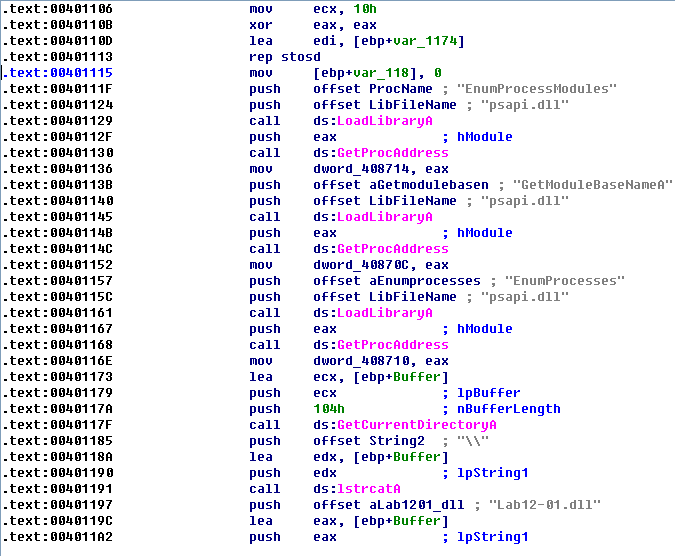 .text:00401106 mov ecx, 10h
.text:0040110B xor eax, eax
.text:0040110D lea edi, [ebp+var_1174]
.text:00401113 rep stosd
.text:00401115 mov [ebp+var_118], 0
.text:0040111F push offset ProcName ; "EnumProcessModules"
.text:00401124 push offset LibFileName ; "psapi.dll"
.text:00401129 call ds:LoadLibraryA
.text:0040112F push eax ; hModule
.text:00401130 call ds:GetProcAddress
.text:00401136 mov dword_408714, eax
.text:0040113B push offset aGetmodulebasen ; "GetModuleBaseNameA"
.text:00401140 push offset LibFileName ; "psapi.dll"
.text:00401145 call ds:LoadLibraryA
.text:0040114B push eax ; hModule
.text:0040114C call ds:GetProcAddress
.text:00401152 mov dword_40870C, eax
.text:00401157 push offset aEnumprocesses ; "EnumProcesses"
.text:0040115C push offset LibFileName ; "psapi.dll"
.text:00401161 call ds:LoadLibraryA
.text:00401167 push eax ; hModule
.text:00401168 call ds:GetProcAddress
.text:0040116E mov dword_408710, eax
.text:00401173 lea ecx, [ebp+Buffer]
.text:00401179 push ecx ; lpBuffer
.text:0040117A push 104h ; nBufferLength
.text:0040117F call ds:GetCurrentDirectoryA
.text:00401185 push offset String2 ; "\\"
.text:0040118A lea edx, [ebp+Buffer]
.text:00401190 push edx ; lpString1
.text:00401191 call ds:lstrcatA
.text:00401197 push offset aLab1201_dll ; "Lab12-01.dll"
.text:0040119C lea eax, [ebp+Buffer]
.text:004011A2 push eax ; lpString1